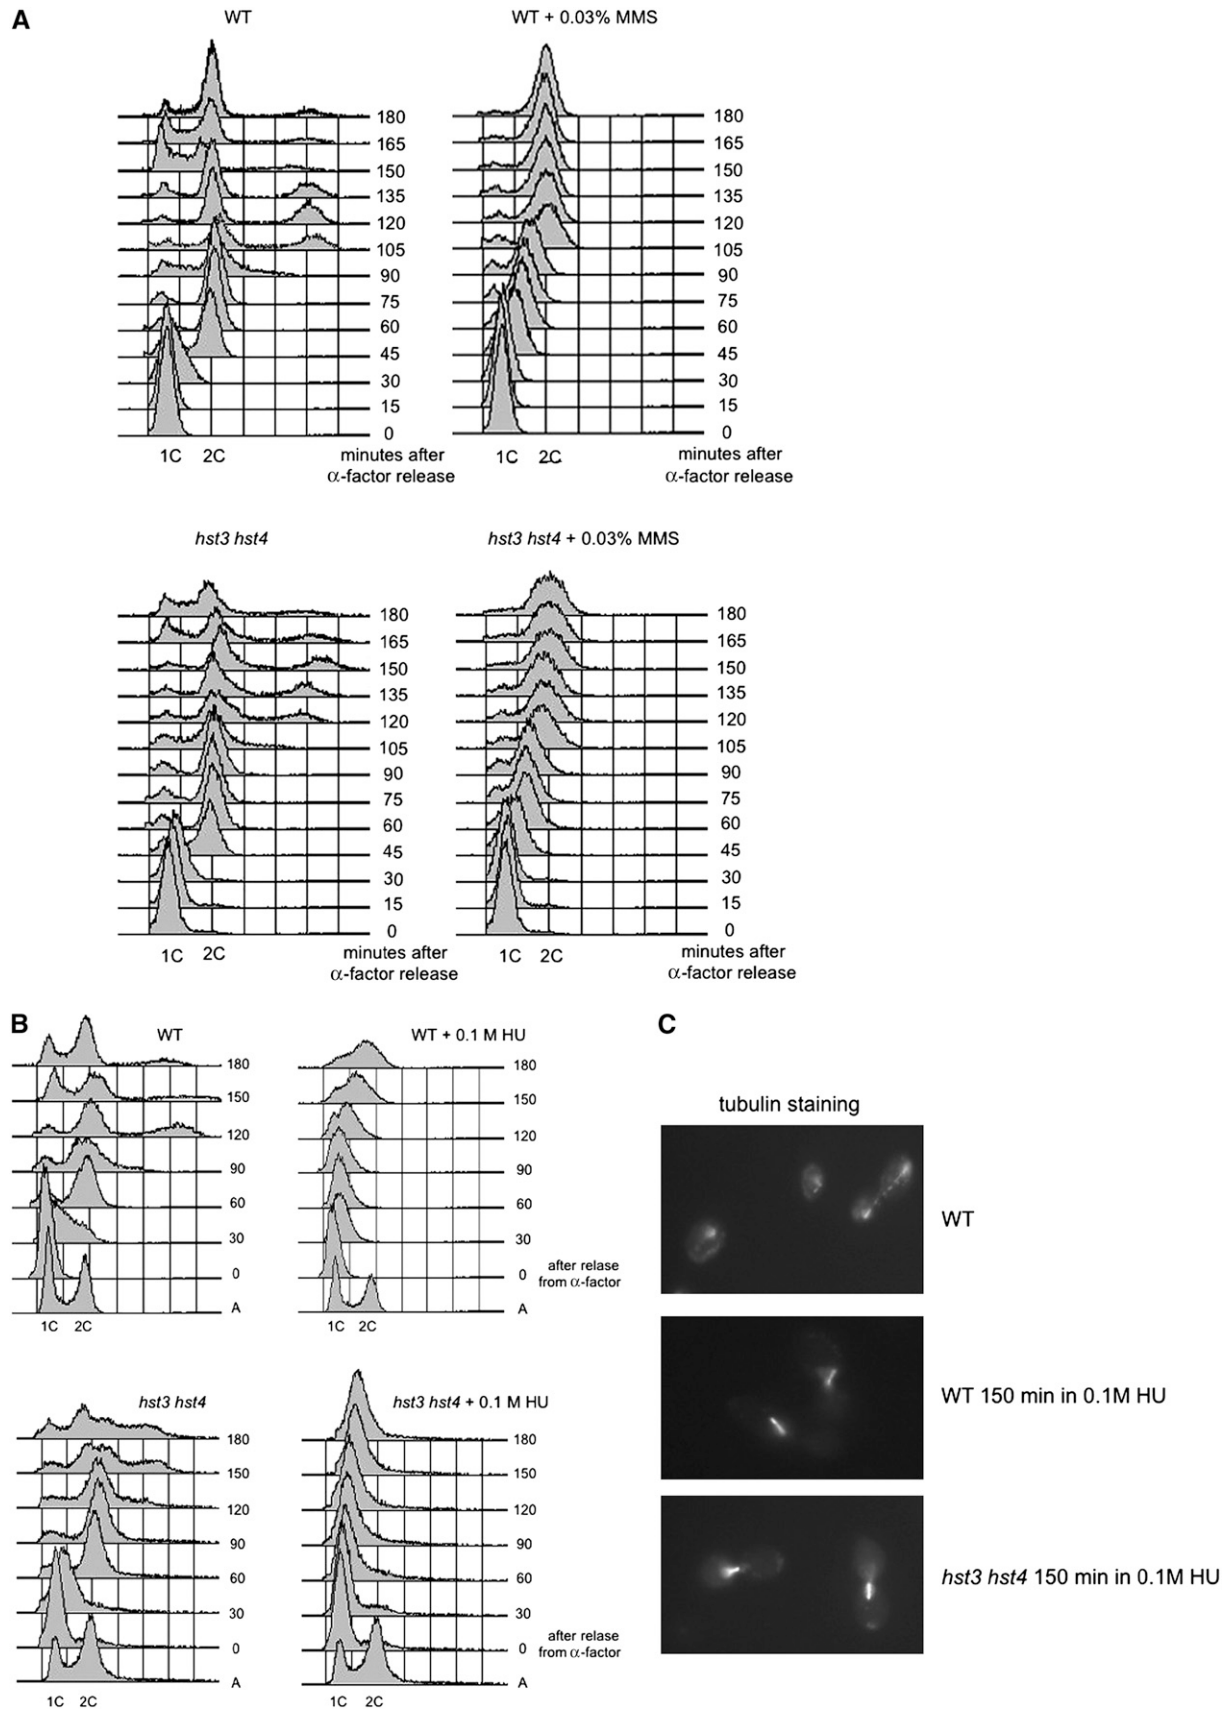 A
WT
WT + 0.03% MMS
180
165
150
135
120
105
90
75
60
45
30
15
0
1C 2C
minutes after
α-factor release
180
165
150
135
120
105
90
75
60
45
30
15
0
1C 2C
minutes after
α-factor release
hst3 hst4
hst3 hst4 + 0.03% MMS
180
165
150
135
120
105
90
75
60
45
30
15
0
1C 2C
minutes after
α-factor release
180
165
150
135
120
105
90
75
60
45
30
15
0
1C 2C
minutes after
α-factor release
B
WT
180
150
120
90
60
30
0
A
1C 2C
WT + 0.1 M HU
180
150
120
90
60
30
0
A
after relase
from α-factor
1C 2C
hst3 hst4
180
150
120
90
60
30
0
A
1C 2C
hst3 hst4 + 0.1 M HU
180
150
120
90
60
30
0
A
after relase
from α-factor
1C 2C
C
tubulin staining
WT
WT 150 min in 0.1M HU
hst3 hst4 150 min in 0.1M HU